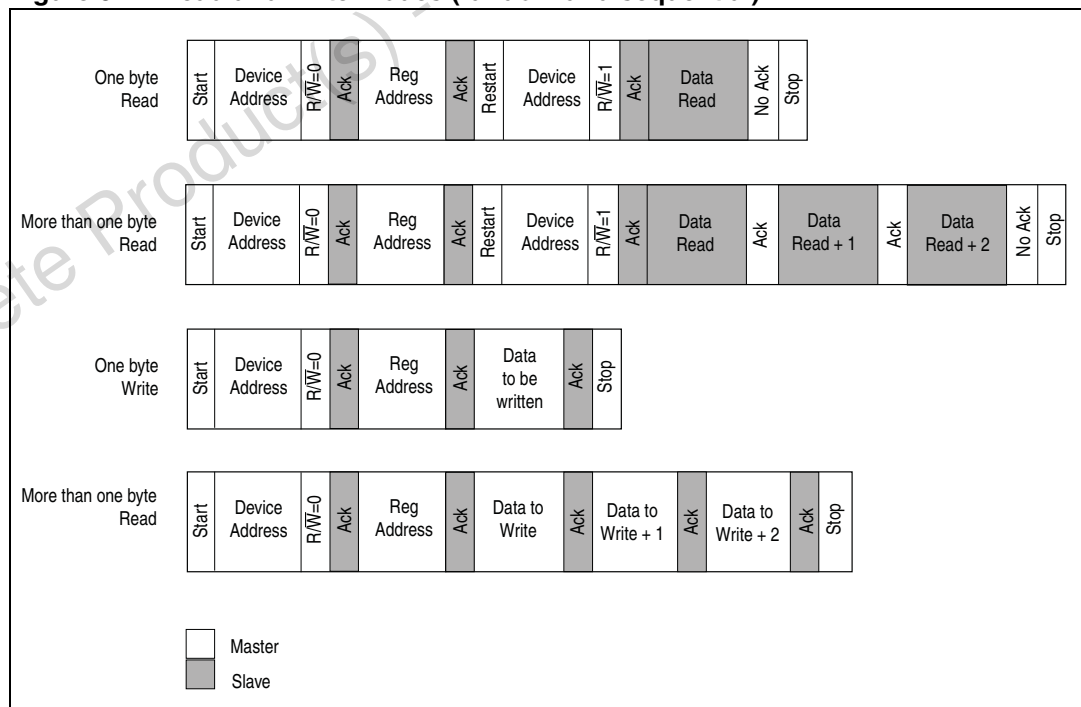 One byte
Read
Start
Device
Address
R/W=0
Ack
Reg
Address
Ack
Restart
Device
Address
R/W=1
Ack
Data
Read
No Ack
Stop
More than one byte
Read
Start
Device
Address
R/W=0
Ack
Reg
Address
Ack
Restart
Device
Address
R/W=1
Ack
Data
Read
Ack
Data
Read + 1
Ack
Data
Read + 2
No Ack
Stop
One byte
Write
Start
Device
Address
R/W=0
Ack
Reg
Address
Ack
Data
to be
written
Ack
Stop
More than one byte
Read
Start
Device
Address
R/W=0
Ack
Reg
Address
Ack
Data to
Write
Ack
Data to
Write + 1
Ack
Data to
Write + 2
Ack
Stop
Master
Slave
ete Product(s)